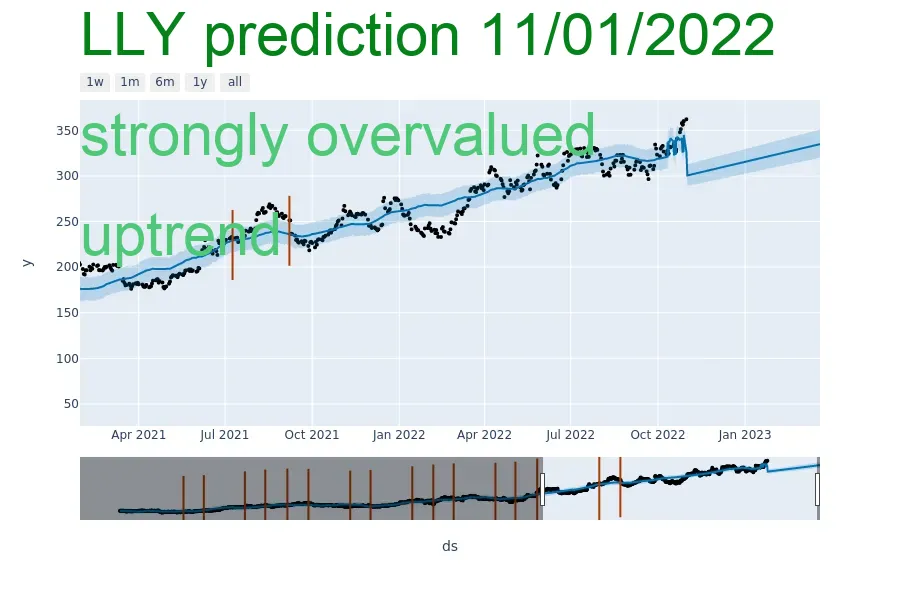 LLY prediction 11/01/2022
1w 1m 6m 1y all
strongly overvalued
uptrend
350
300
250
200
150
100
50
y
Apr 2021 Jul 2021 Oct 2021 Jan 2022 Apr 2022 Jul 2022 Oct 2022 Jan 2023
ds